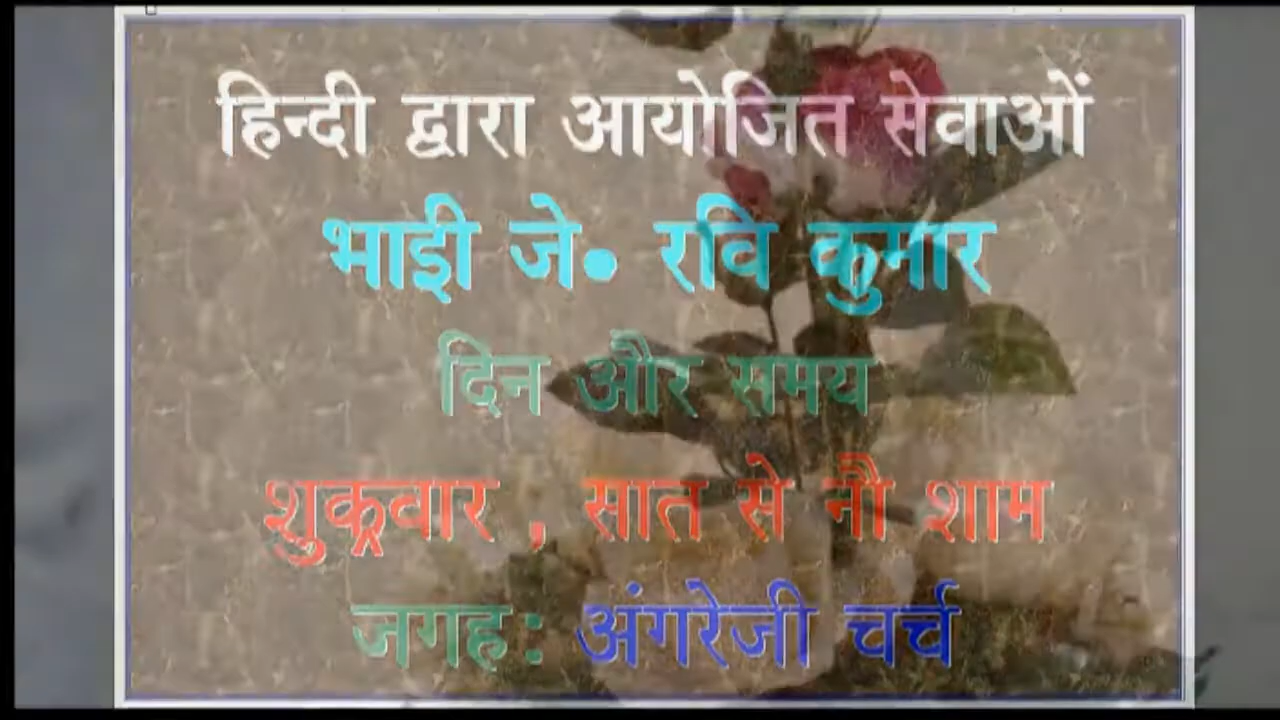 हिन्दी द्वारा आयोजित सेवाओं
भाई जे• रवि कुमार
दिन और समय
शुक्रवार , सात से नौ शाम
जगह: अंगरेजी चर्च